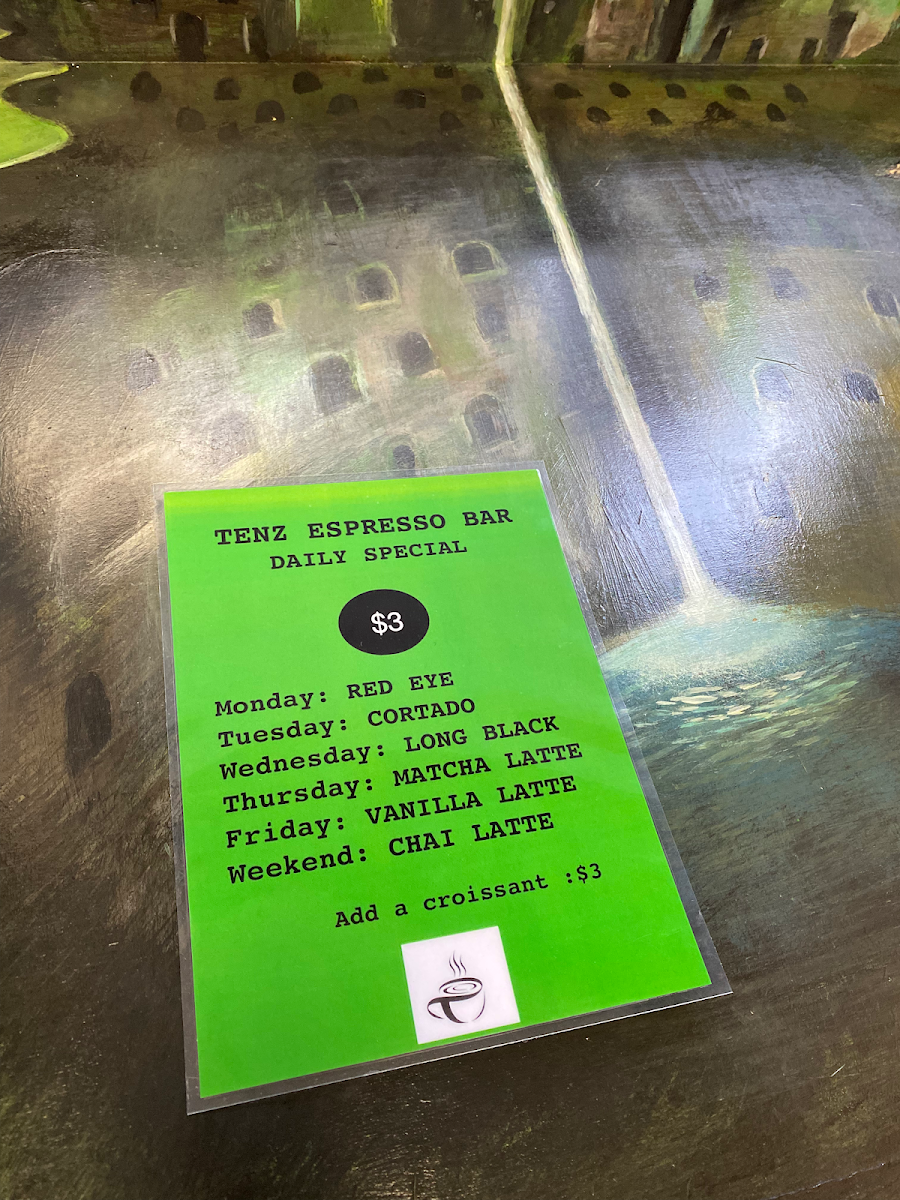 TENZ ESPRESSO BAR
DAILY SPECIAL
$3
Monday: RED EYE
Tuesday: CORTADO
Wednesday: LONG BLACK
Thursday: MATCHA LATTE
Friday: VANILLA LATTE
Weekend: CHAI LATTE
Add a croissant :$3